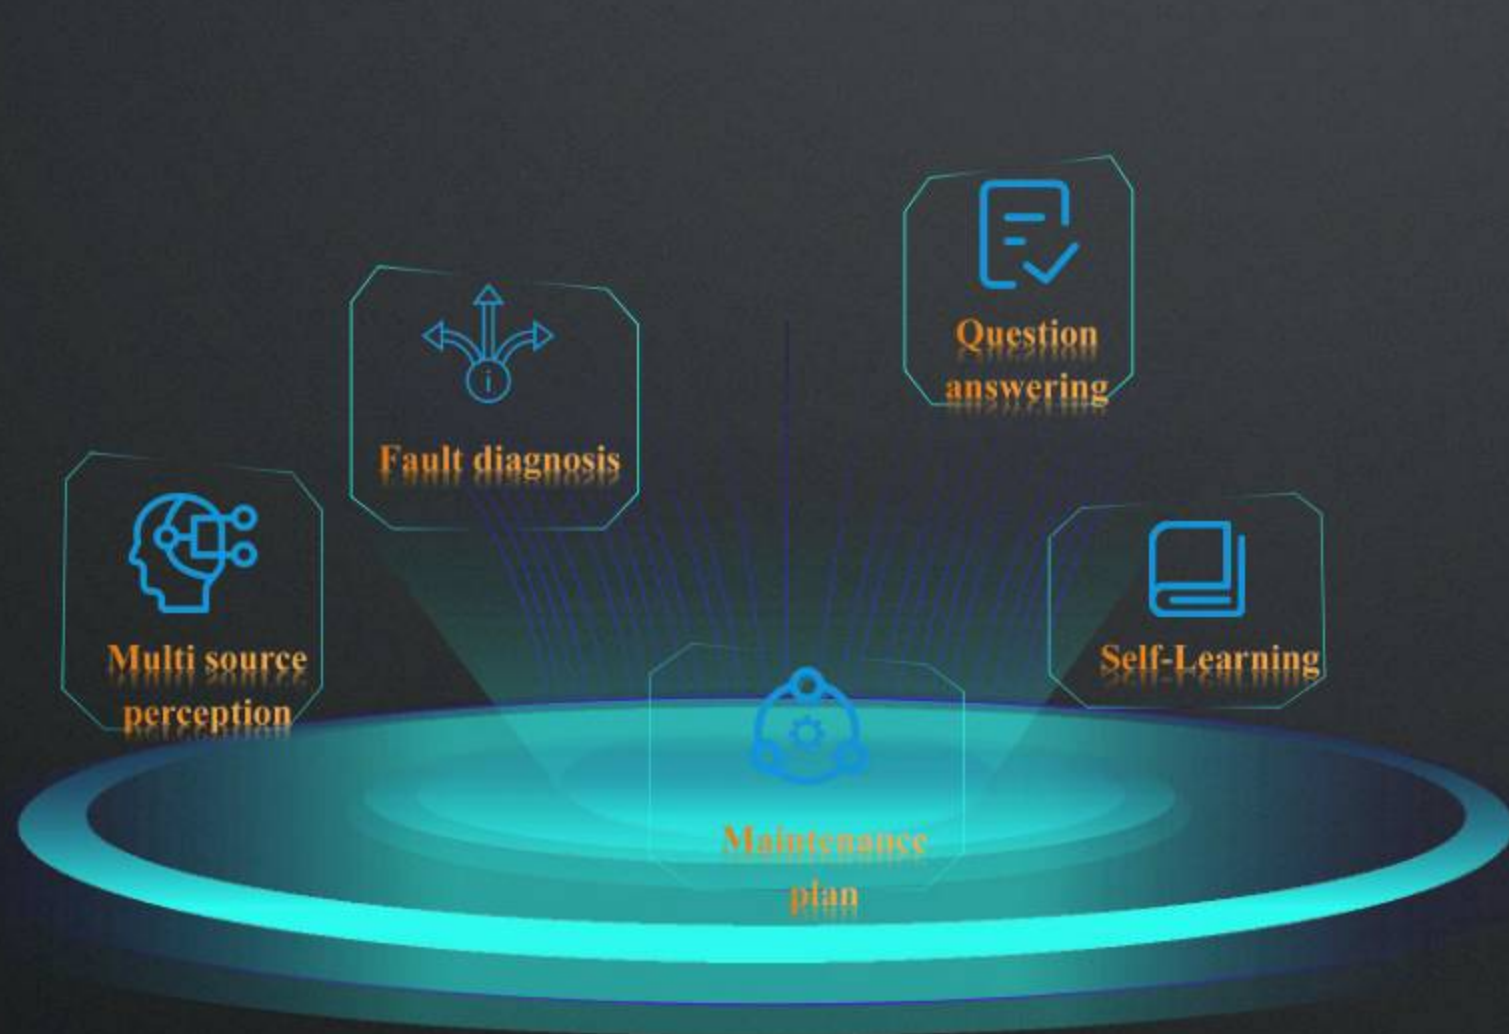 Question
answering
Fault diagnosis
i
Multi source
perception
Self-Learning
Maintenance
plan